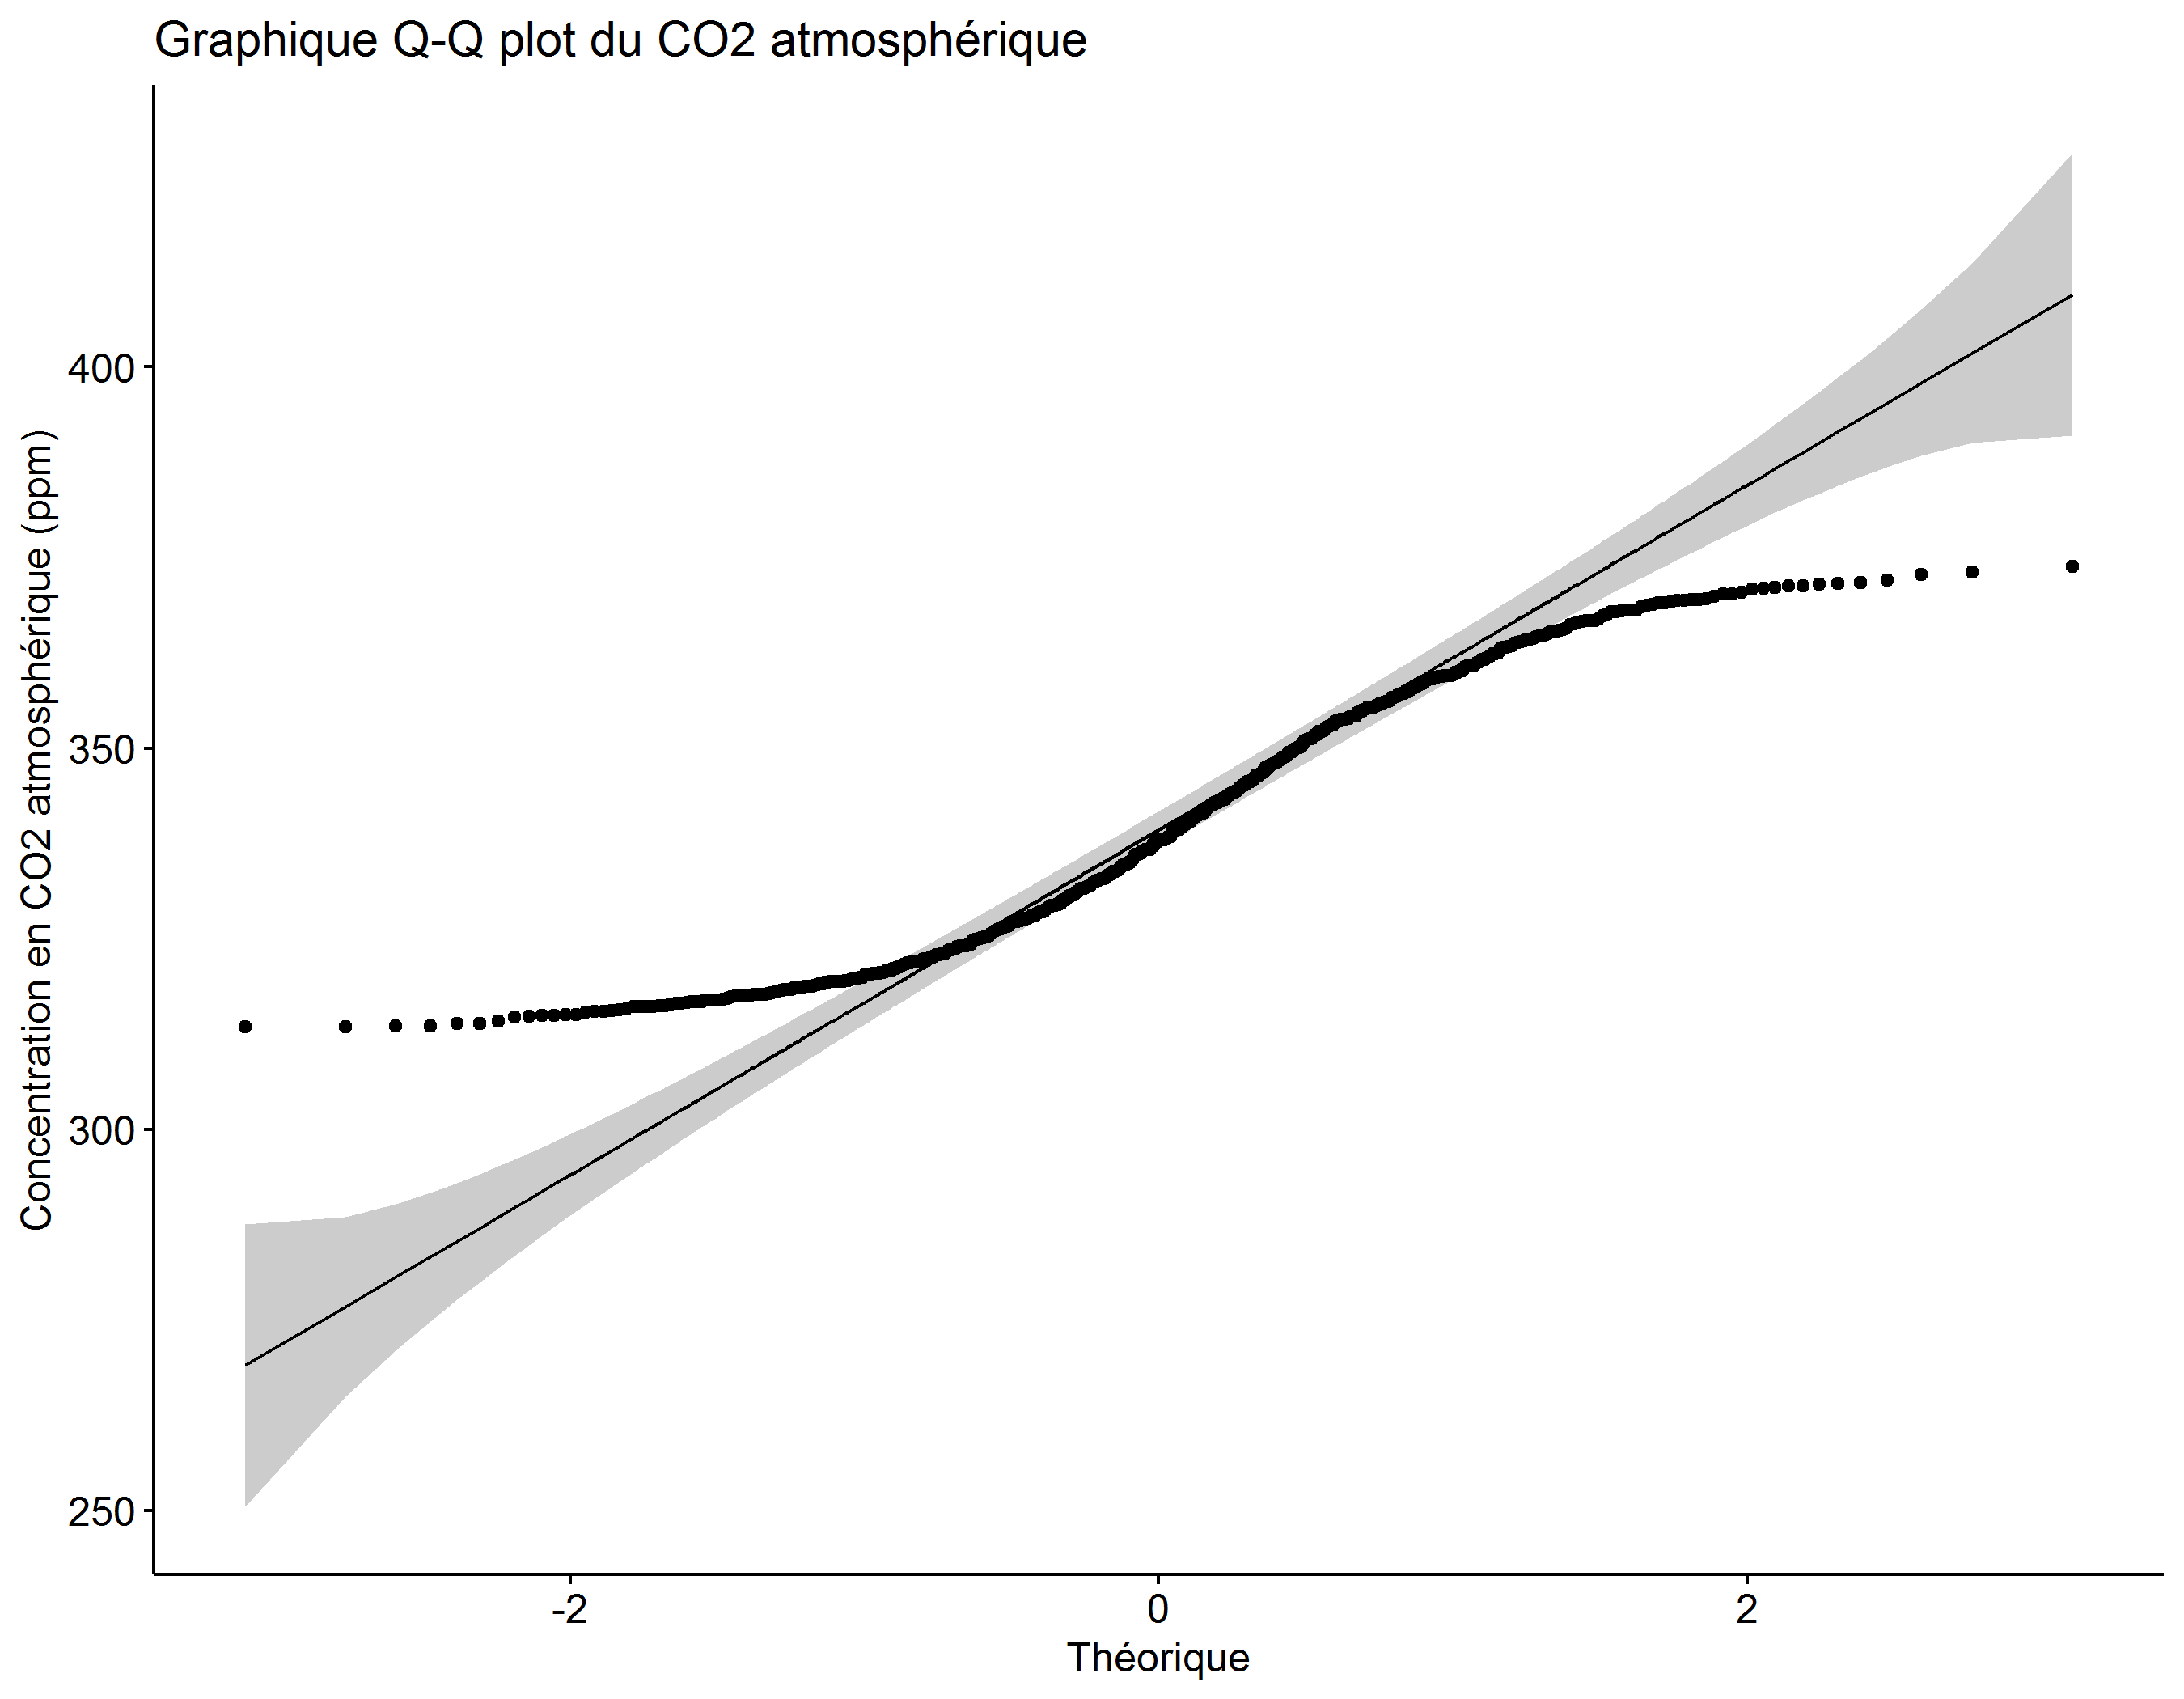 Graphique Q-Q plot du CO2 atmosphérique
Concentration en CO2 atmosphérique (ppm)
400
350
300
250
-2
0
2
Théorique